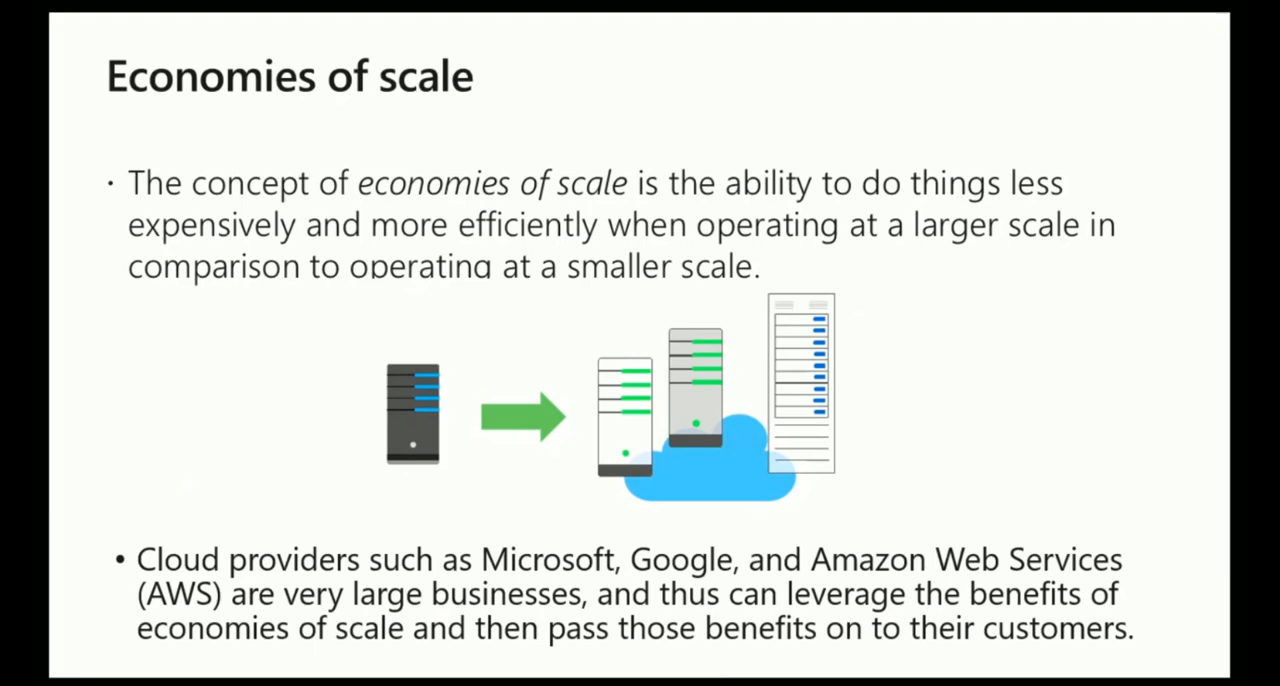 Economies of scale
· The concept of economies of scale is the ability to do things less
expensively and more efficiently when operating at a larger scale in
comparison to operating at a smaller scale.
• Cloud providers such as Microsoft, Google, and Amazon Web Services
(AWS) are very large businesses, and thus can leverage the benefits of
economies of scale and then pass those benefits on to their customers.